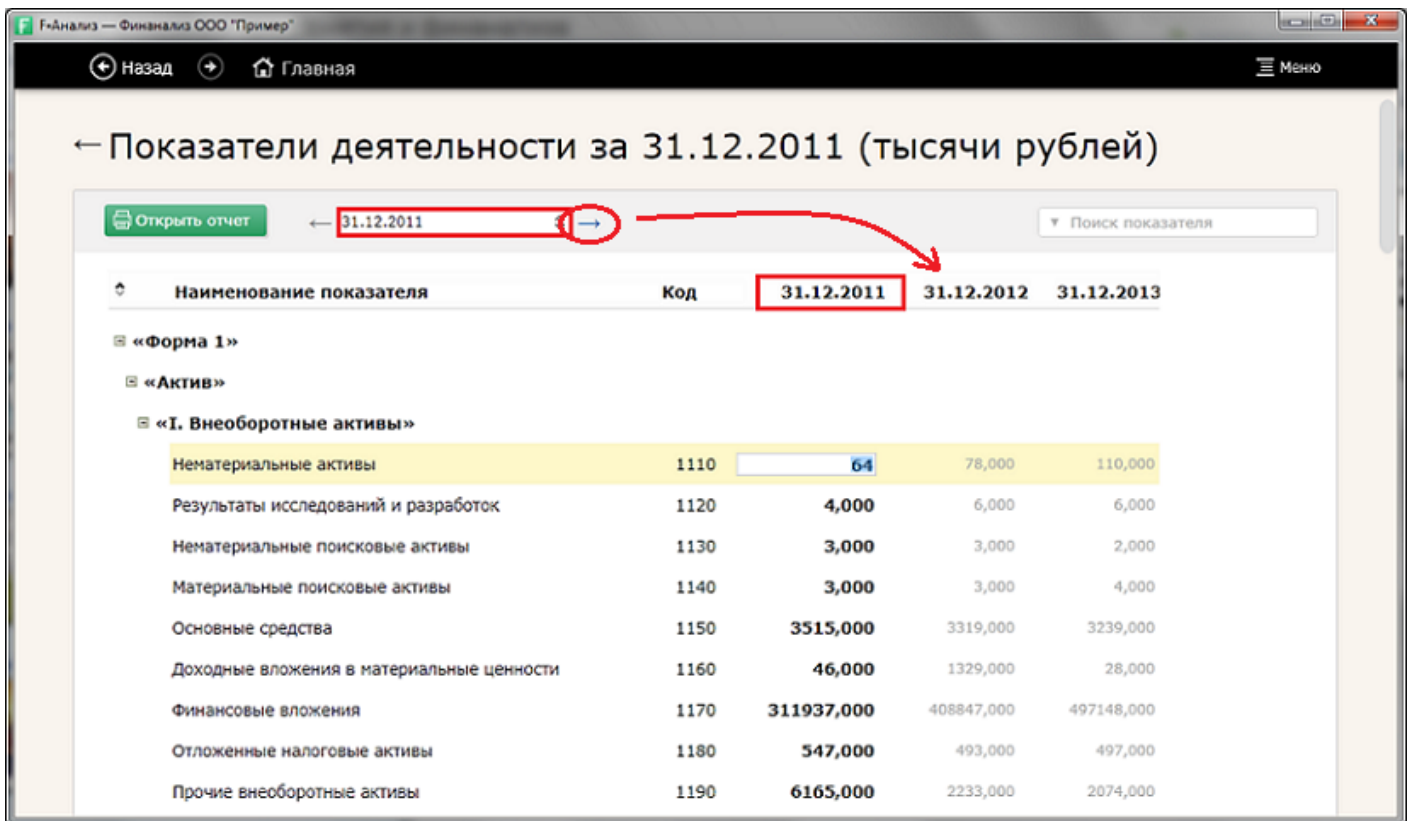 F•Анализ — Финанализ ООО "Пример"
Назад Главная Меню
←Показатели деятельности за 31.12.2011 (тысячи рублей)
Открыть отчет ← 31.12.2011 → Поиск показателя
Наименование показателя Код 31.12.2011 31.12.2012 31.12.2013
«Форма 1»
«Актив»
«I. Внеоборотные активы»
Нематериальные активы 1110 64 78,000 110,000
Результаты исследований и разработок 1120 4,000 6,000 6,000
Нематериальные поисковые активы 1130 3,000 3,000 2,000
Материальные поисковые активы 1140 3,000 3,000 4,000
Основные средства 1150 3515,000 3319,000 3239,000
Доходные вложения в материальные ценности 1160 46,000 1329,000 28,000
Финансовые вложения 1170 311937,000 408847,000 497148,000
Отложенные налоговые активы 1180 547,000 493,000 497,000
Прочие внеоборотные активы 1190 6165,000 2233,000 2074,000